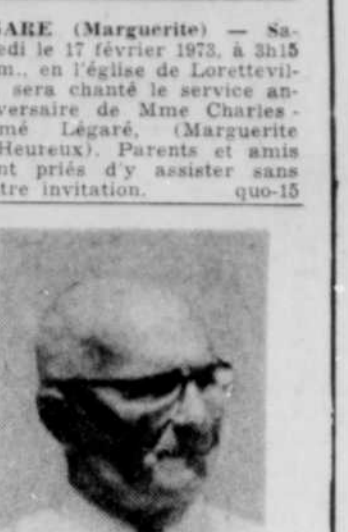 GARE (Marguerite) — Sa-
edi le 17 février 1973, à 3h15
m., en l'église de Lorettevil-
sera chanté le service an-
versaire de Mme Charles-
mé Légaré, (Marguerite
Heureux). Parents et amis
nt priés d'y assister sans
tre invitation. quo-15